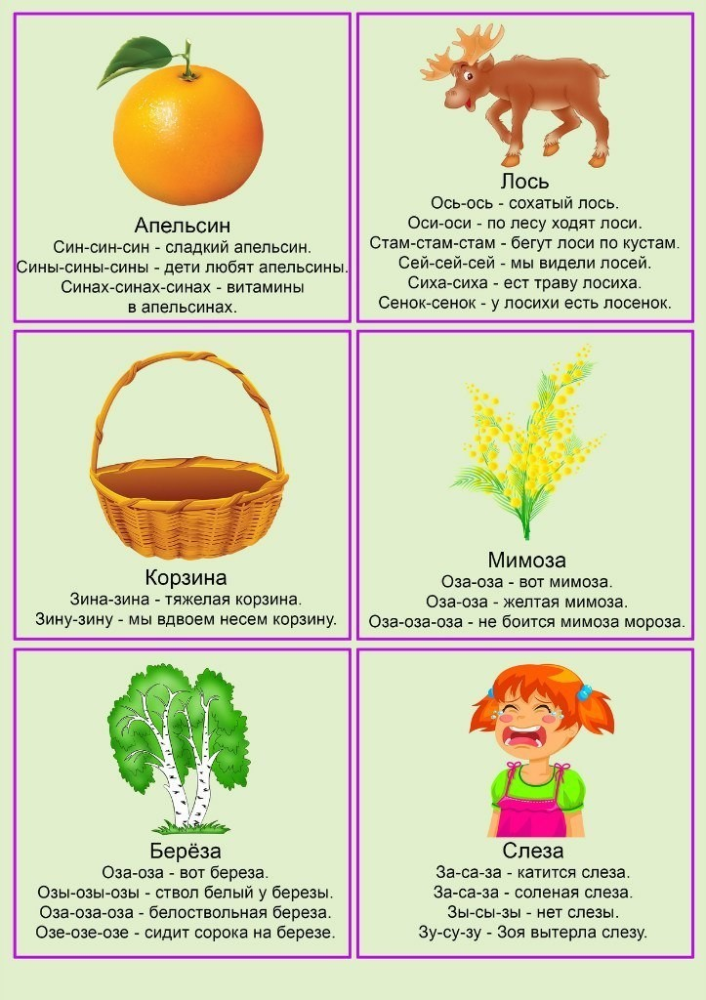 Апельсин
Син-син-син - сладкий апельсин.
Сины-сины-сины - дети любят апельсины.
Синах-синах-синах - витамины
в апельсинах.
Лось
Ось-ось - сохатый лось.
Оси-оси - по лесу ходят лоси.
Стам-стам-стам - бегут лоси по кустам.
Сей-сей-сей - мы видели лосей.
Сиха-сиха - ест траву лосиха.
Сенок-сенок - у лосихи есть лосенок.
Корзина
Зина-зина - тяжелая корзина.
Зину-зину - мы вдвоем несем корзину.
Мимоза
Оза-оза - вот мимоза.
Оза-оза - желтая мимоза.
Оза-оза-оза - не боится мимоза мороза.
Берёза
Оза-оза - вот береза.
Озы-озы-озы - ствол белый у березы.
Оза-оза-оза - белоствольная береза.
Озе-озе-озе - сидит сорока на березе.
Слеза
За-са-за - катится слеза.
За-са-за - соленая слеза.
Зы-сы-зы - нет слезы.
Зу-су-зу - Зоя вытерла слезу.